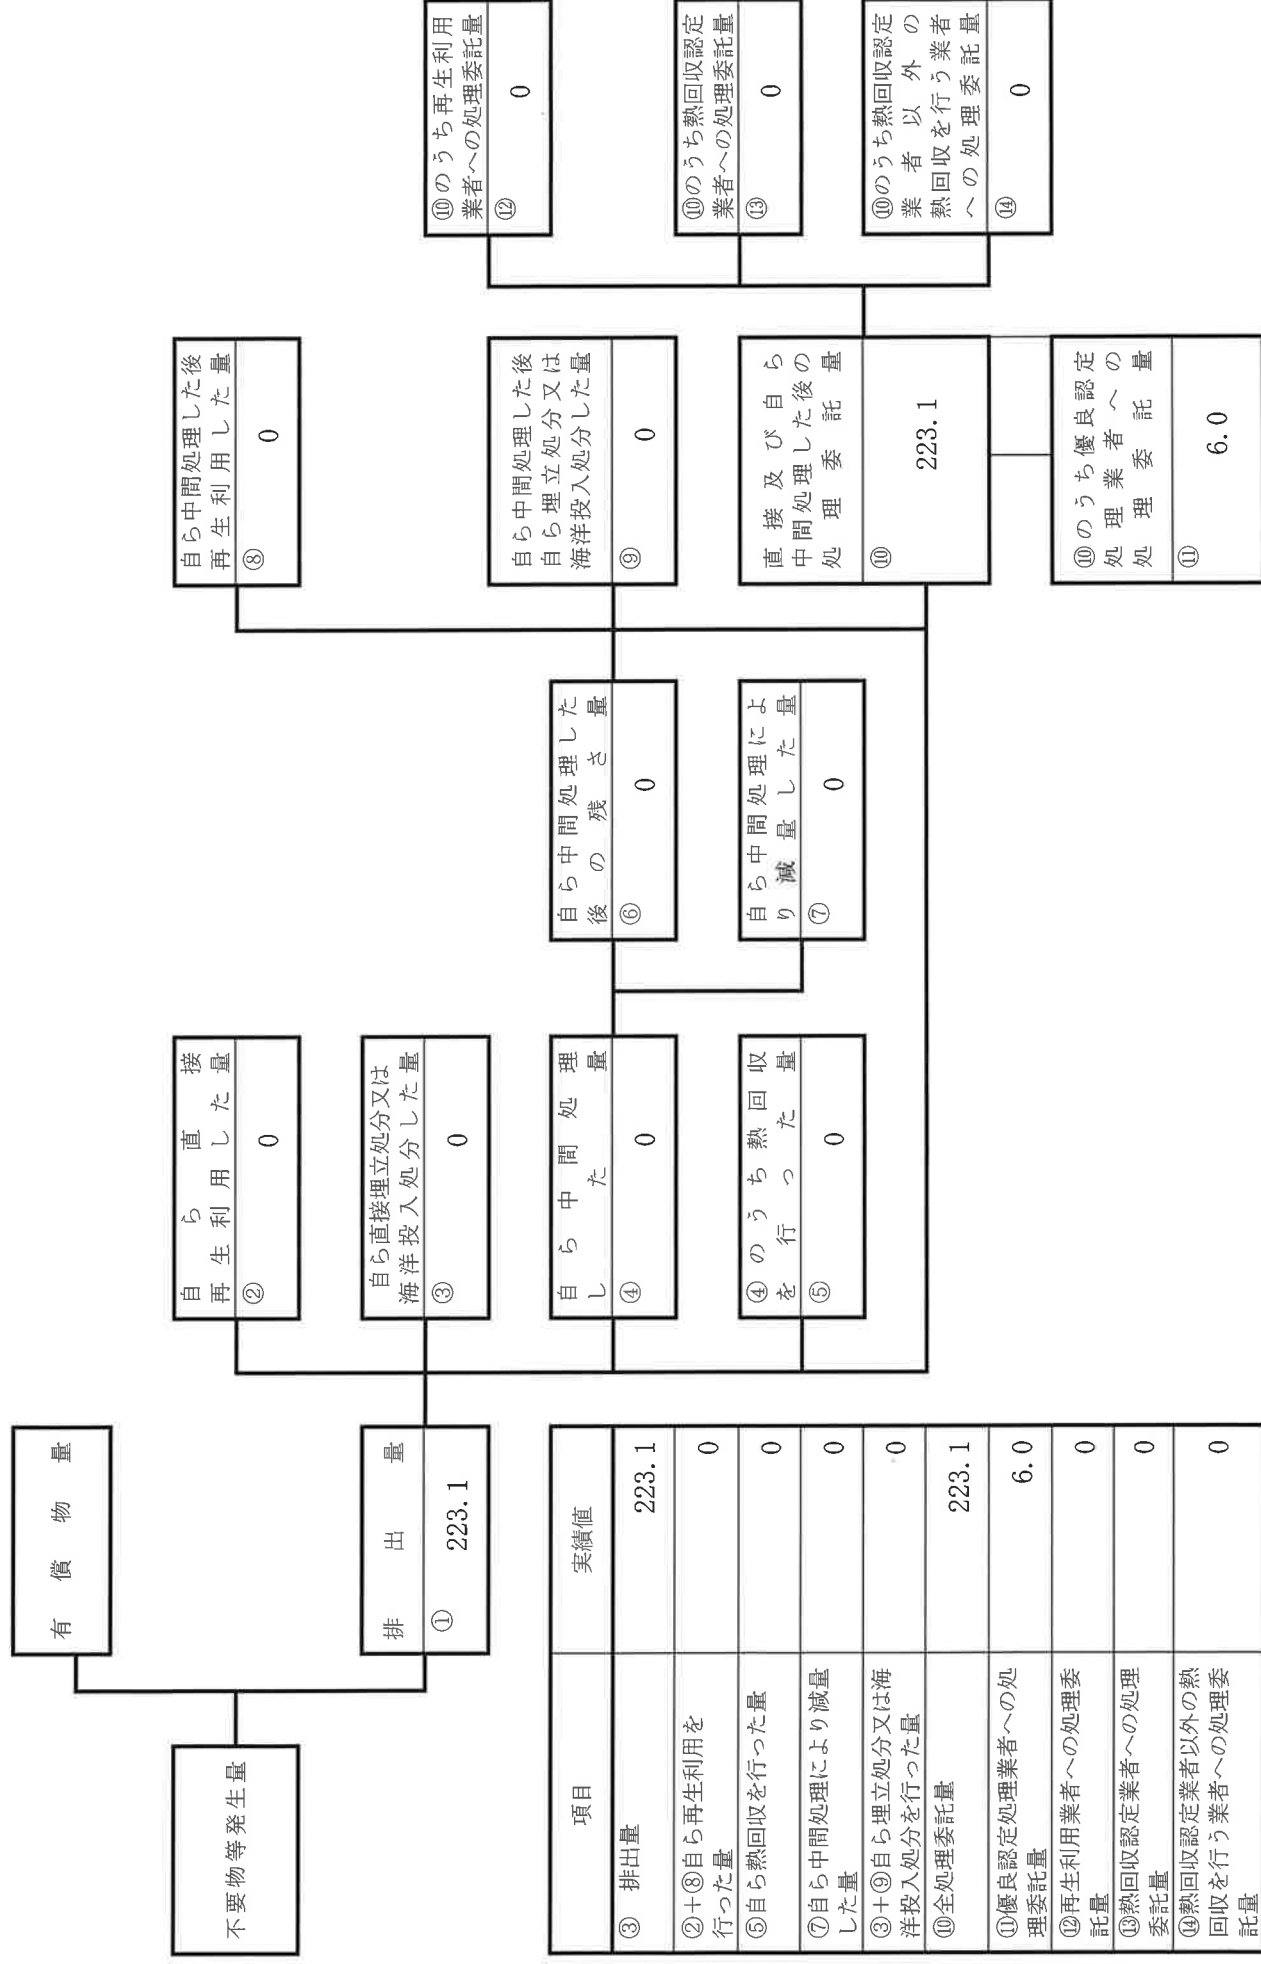 不要物等発生量
有償物量
排出量
① 223.1
自ら直接
再生利用した量
② 0
自ら直接埋立処分又は
海洋投入処分した量
③ 0
自ら中間処理
した量
④ 0
④のうち熱回収
を行った量
⑤ 0
自ら中間処理した
後の残さ量
⑥ 0
自ら中間処理によ
り減量した量
⑦ 0
自ら中間処理した後
再生利用した量
⑧ 0
自ら中間処理した後
自ら埋立処分又は
海洋投入処分した量
⑨ 0
直接及び自ら
中間処理した後の
処理委託量
⑩ 223.1
⑩のうち優良認定
処理業者への
処理委託量
⑪ 6.0
⑩のうち再生利用
業者への処理委託量
⑫ 0
⑩のうち熱回収認定
業者への処理委託量
⑬ 0
⑩のうち熱回収認定
業者以外の
熱回収を行う業者
への処理委託量
⑭ 0
項目 実績値
③ 排出量 223.1
②+⑧自ら再生利用を
行った量 0
⑤自ら熱回収を行った量 0
⑦自ら中間処理により減量
した量 0
③+⑨自ら埋立処分又は海
洋投入処分を行った量 0
⑩全処理委託量 223.1
⑪優良認定処理業者への処
理委託量 6.0
⑫再生利用業者への処理委
託量 0
⑬熱回収認定業者への処理
委託量 0
⑭熱回収認定業者以外の熱
回収を行う業者への処理委
託量 0